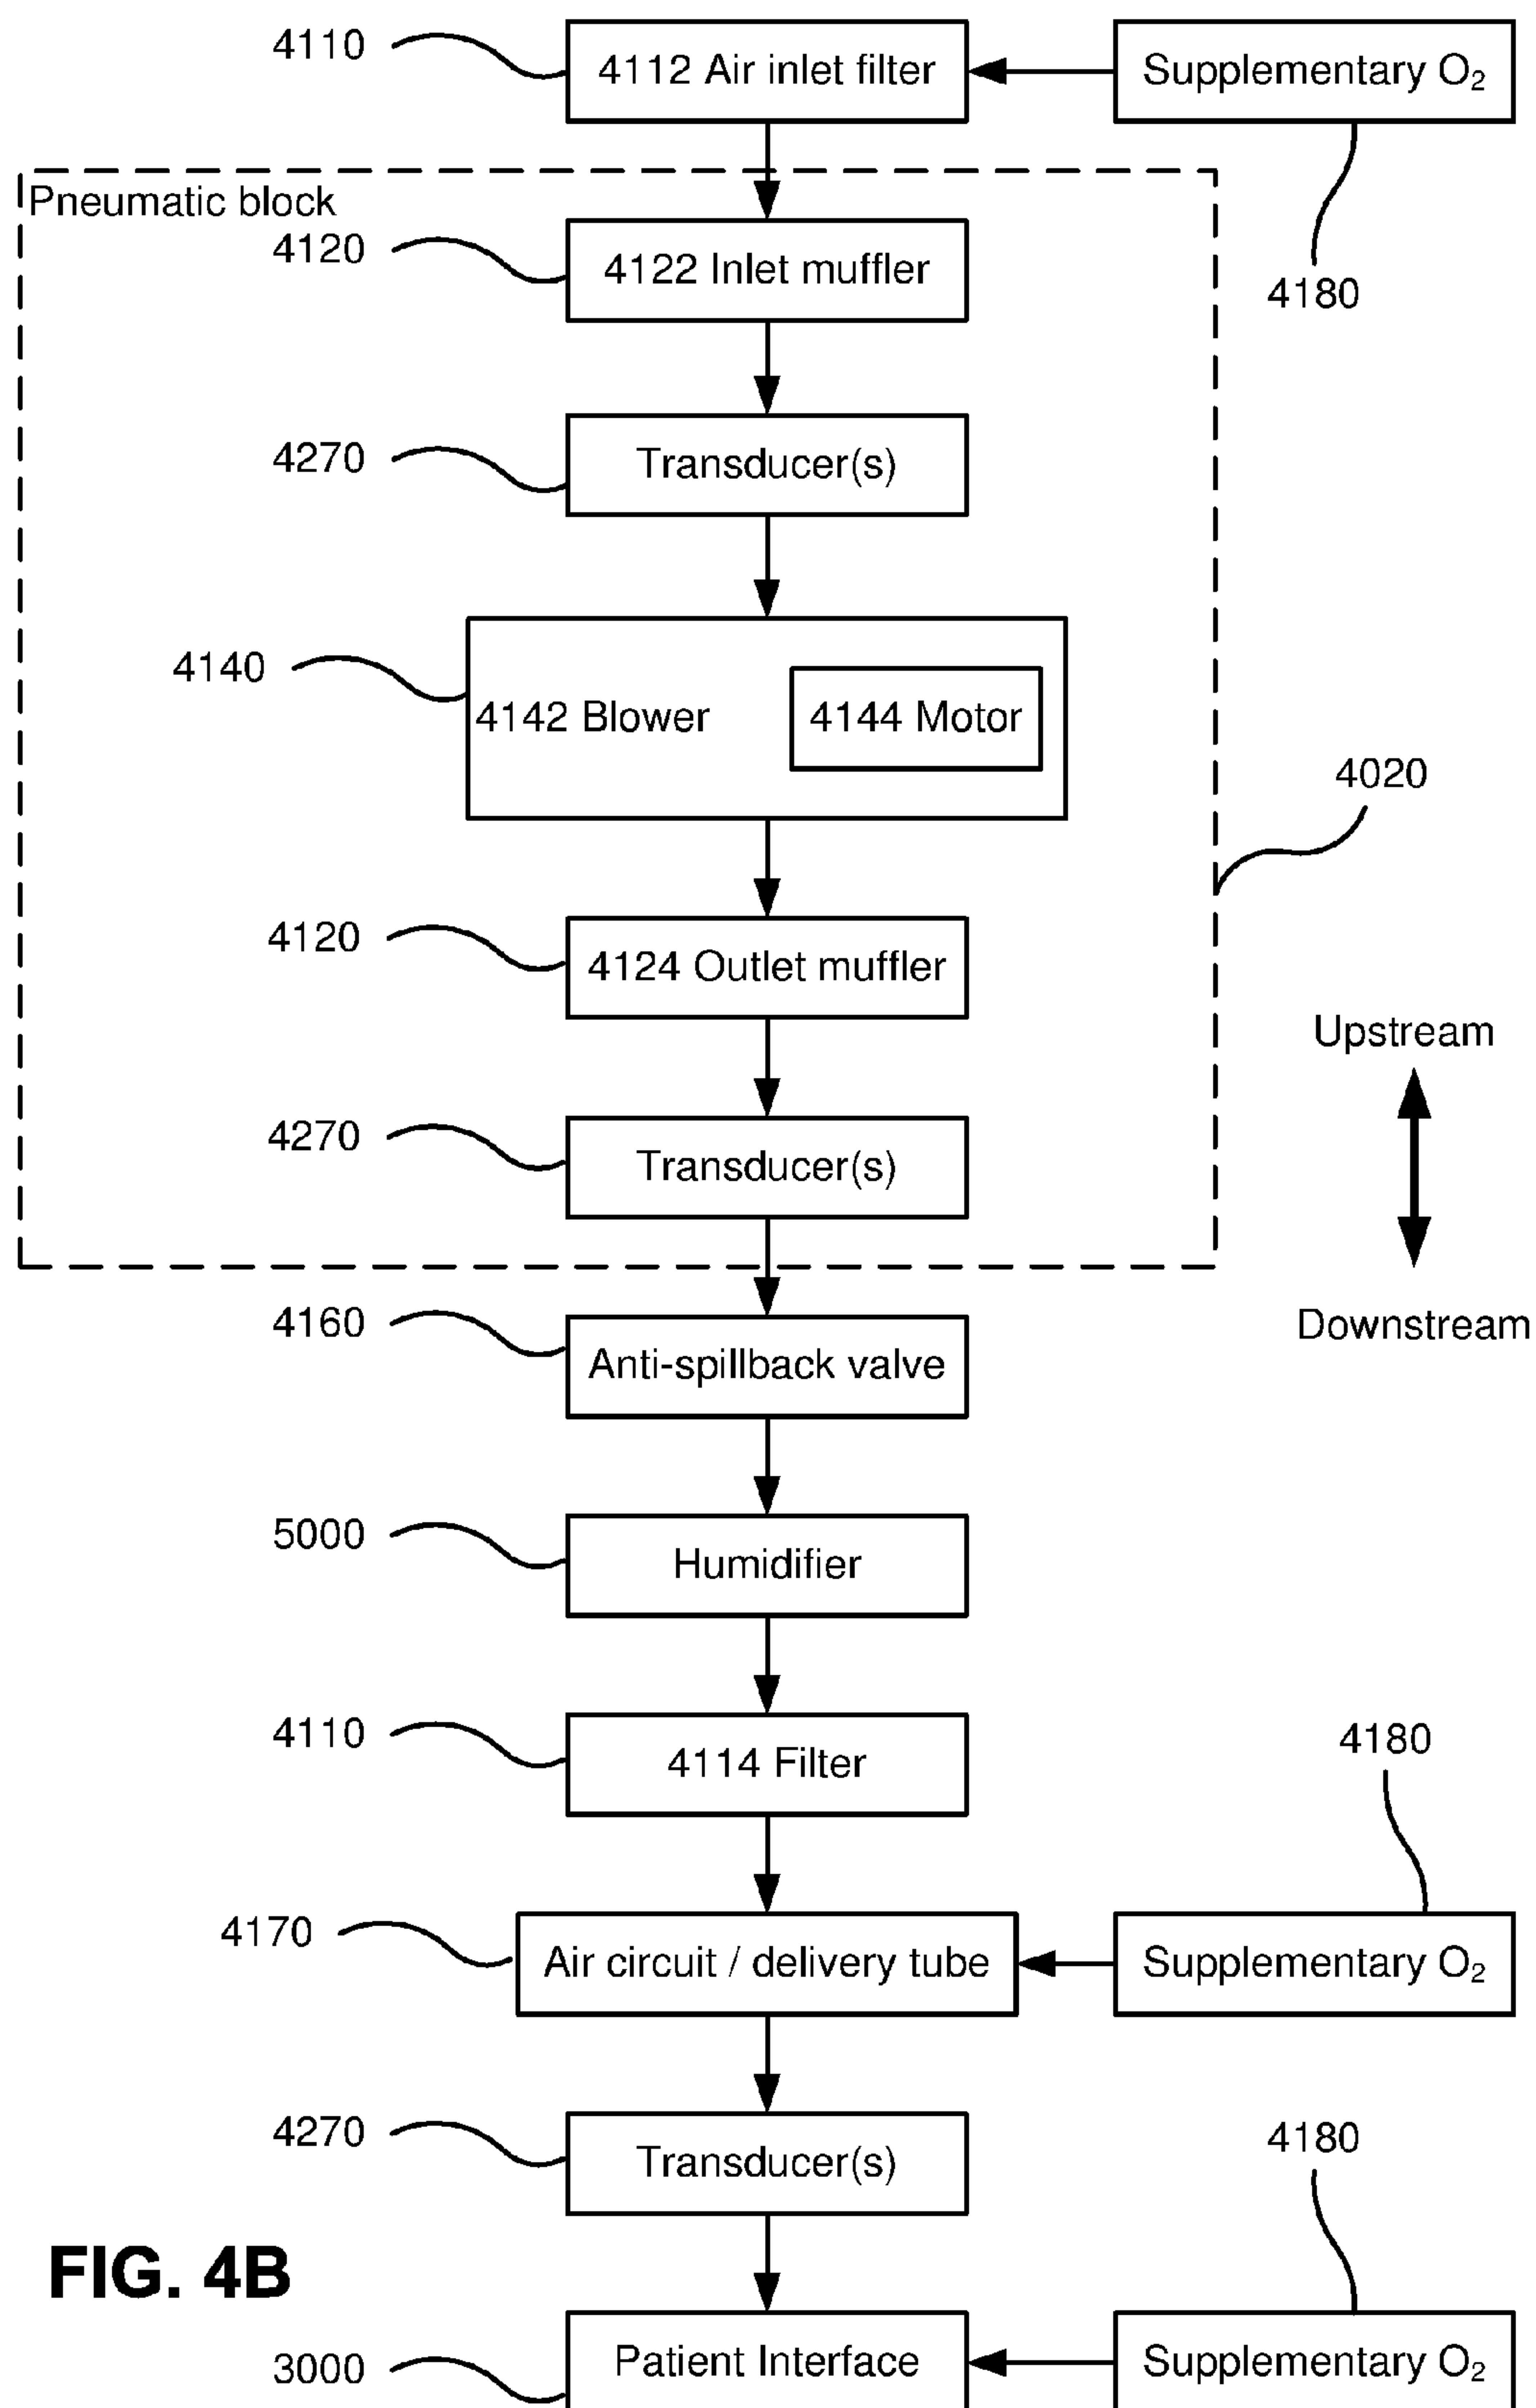 4110
4112 Air inlet filter
Supplementary O₂
Pneumatic block
4120
4122 Inlet muffler
4180
4270
Transducer(s)
4140
4142 Blower
4144 Motor
4020
4120
4124 Outlet muffler
Upstream
4270
Transducer(s)
4160
Anti-spillback valve
Downstream
5000
Humidifier
4110
4114 Filter
4180
4170
Air circuit / delivery tube
Supplementary O₂
4270
Transducer(s)
4180
FIG. 4B
3000
Patient Interface
Supplementary O₂